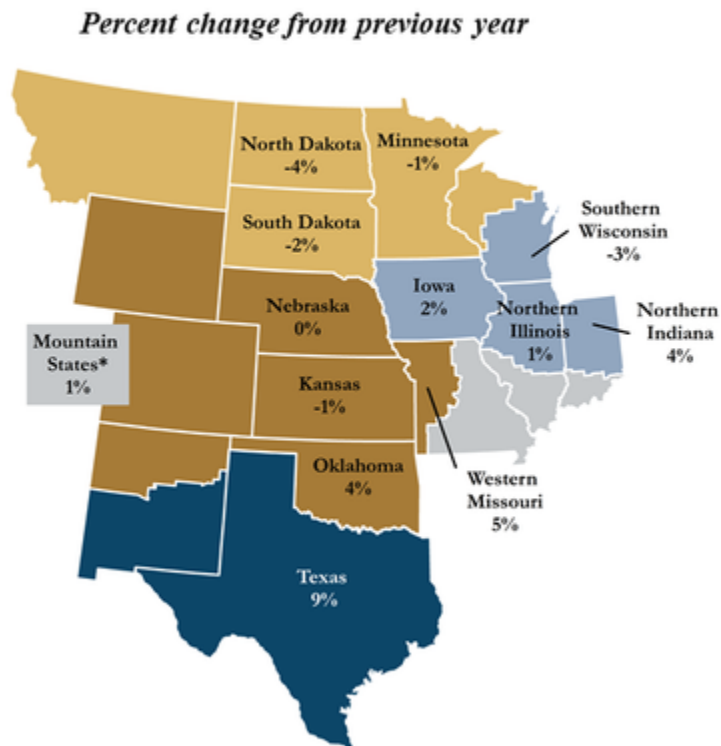 Percent change from previous year
North Dakota
-4%
Minnesota
-1%
South Dakota
-2%
Southern
Wisconsin
-3%
Nebraska
0%
Iowa
2%
Northern
Illinois
1%
Northern
Indiana
4%
Mountain
States*
1%
Kansas
-1%
Oklahoma
4%
Western
Missouri
5%
Texas
9%